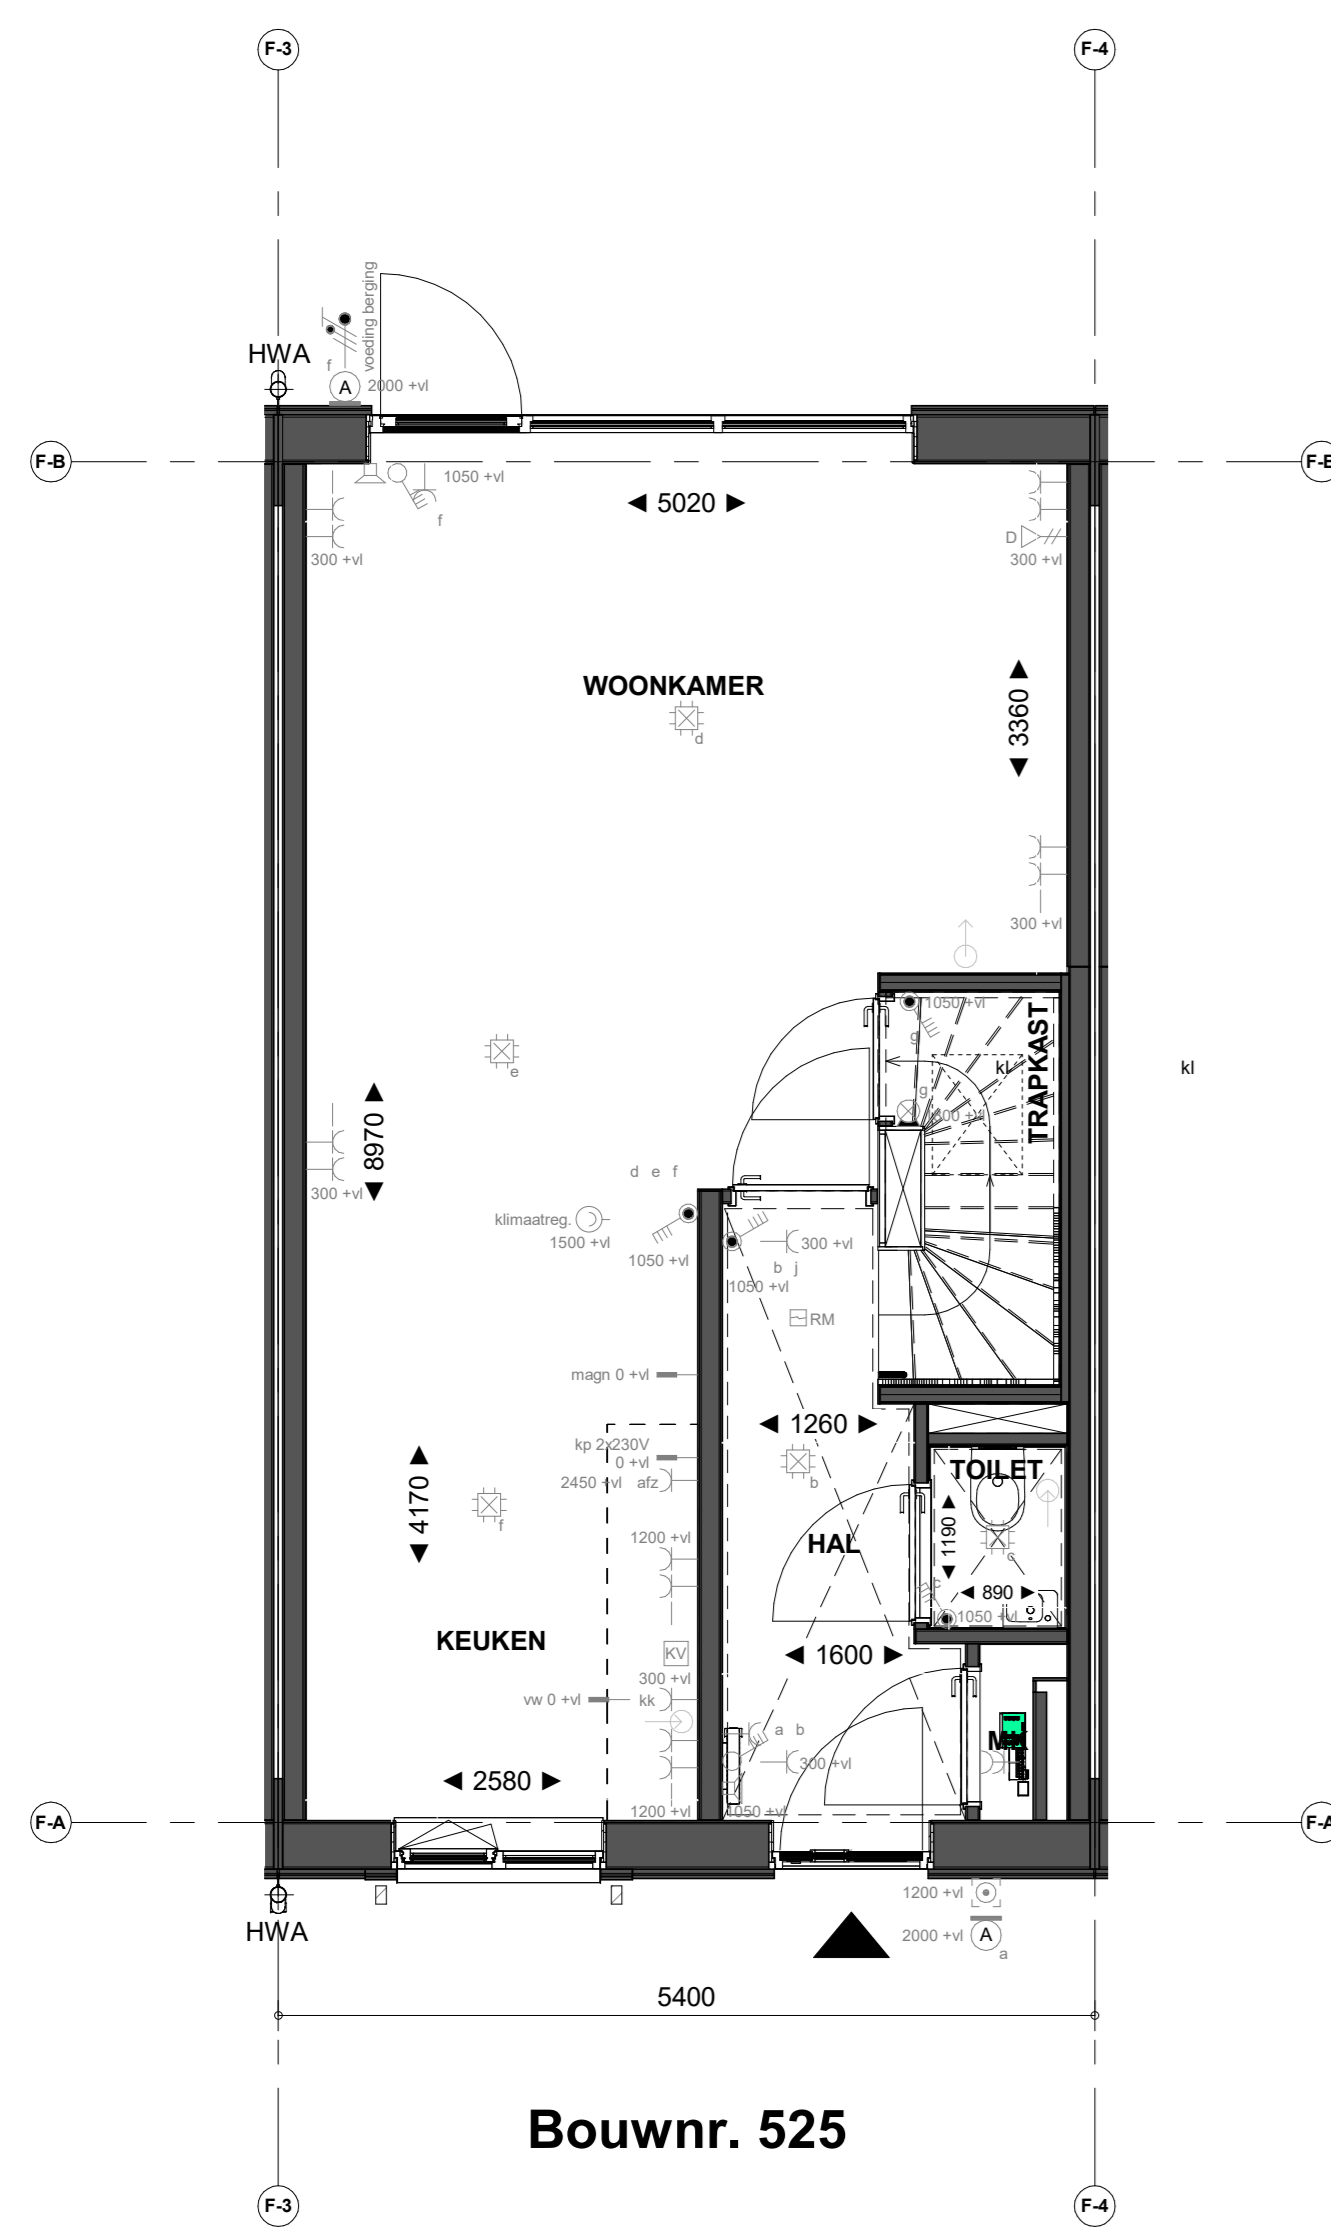 F-3
F-4
voeding berging
HWA
f
A
2000 +vl
F-B
1050 +vl
f
5020
300 +vl
D
300 +vl
WOONKAMER
d
3360
300 +vl
1050 +vl
g
TRAPKAST
kl
kl
e
g
8970
300 +vl
d e f
klimaatreg.
1500 +vl
1050 +vl
300 +vl
b j
1050 +vl
RM
magn 0 +vl
1260
kp 2x230V
0 +vl
2450 +vl afz
b
TOILET
4170
f
1200 +vl
HAL
1190
c
c
890
1050 +vl
KEUKEN
KV
300 +vl
1600
vw 0 +vl
kk
a b
MK
300 +vl
2580
1200 +vl
1050 +vl
F-A
F-A
1200 +vl
HWA
2000 +vl
A
a
5400
Bouwnr. 525
F-3
F-4